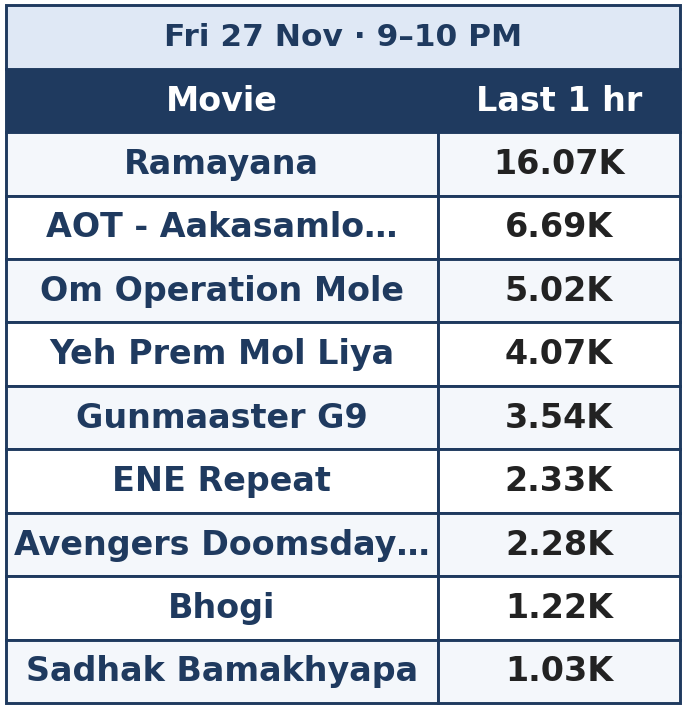 Fri 27 Nov · 9–10 PM
Movie Last 1 hr
Ramayana 16.07K
AOT - Aakasamlo... 6.69K
Om Operation Mole 5.02K
Yeh Prem Mol Liya 4.07K
Gunmaaster G9 3.54K
ENE Repeat 2.33K
Avengers Doomsday... 2.28K
Bhogi 1.22K
Sadhak Bamakhyapa 1.03K